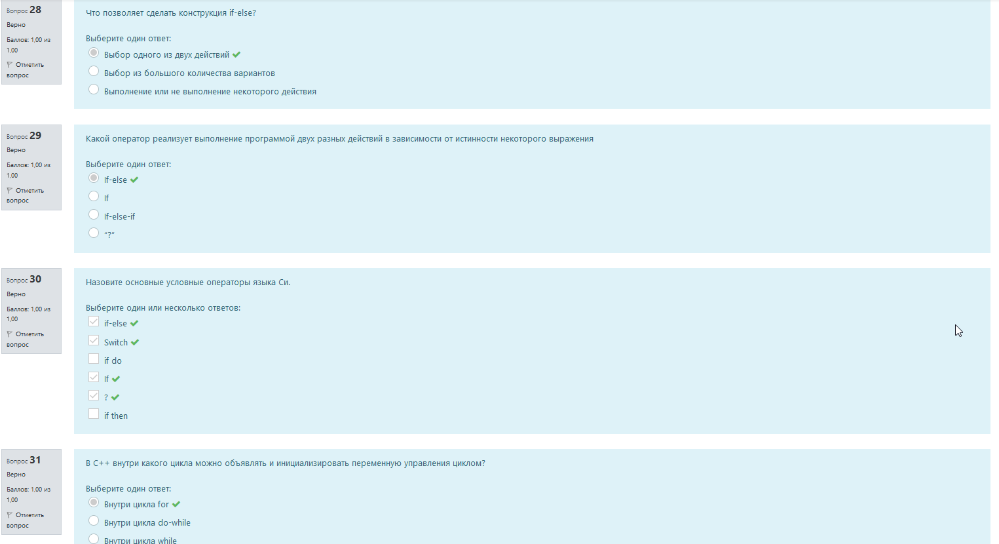 Вопрос 28
Верно
Баллов: 1,00 из
1,00
Отметить
вопрос
Что позволяет сделать конструкция if-else?
Выберите один ответ:
Выбор одного из двух действий
Выбор из большого количества вариантов
Выполнение или не выполнение некоторого действия
Вопрос 29
Верно
Баллов: 1,00 из
1,00
Отметить
вопрос
Какой оператор реализует выполнение программой двух разных действий в зависимости от истинности некоторого выражения
Выберите один ответ:
If-else
If
If-else-if
“?”
Вопрос 30
Верно
Баллов: 1,00 из
1,00
Отметить
вопрос
Назовите основные условные операторы языка Си.
Выберите один или несколько ответов:
if-else
Switch
if do
If
?
if then
Вопрос 31
Верно
Баллов: 1,00 из
1,00
Отметить
вопрос
В С++ внутри какого цикла можно объявлять и инициализировать переменную управления циклом?
Выберите один ответ:
Внутри цикла for
Внутри цикла do-while
Внутри цикла while